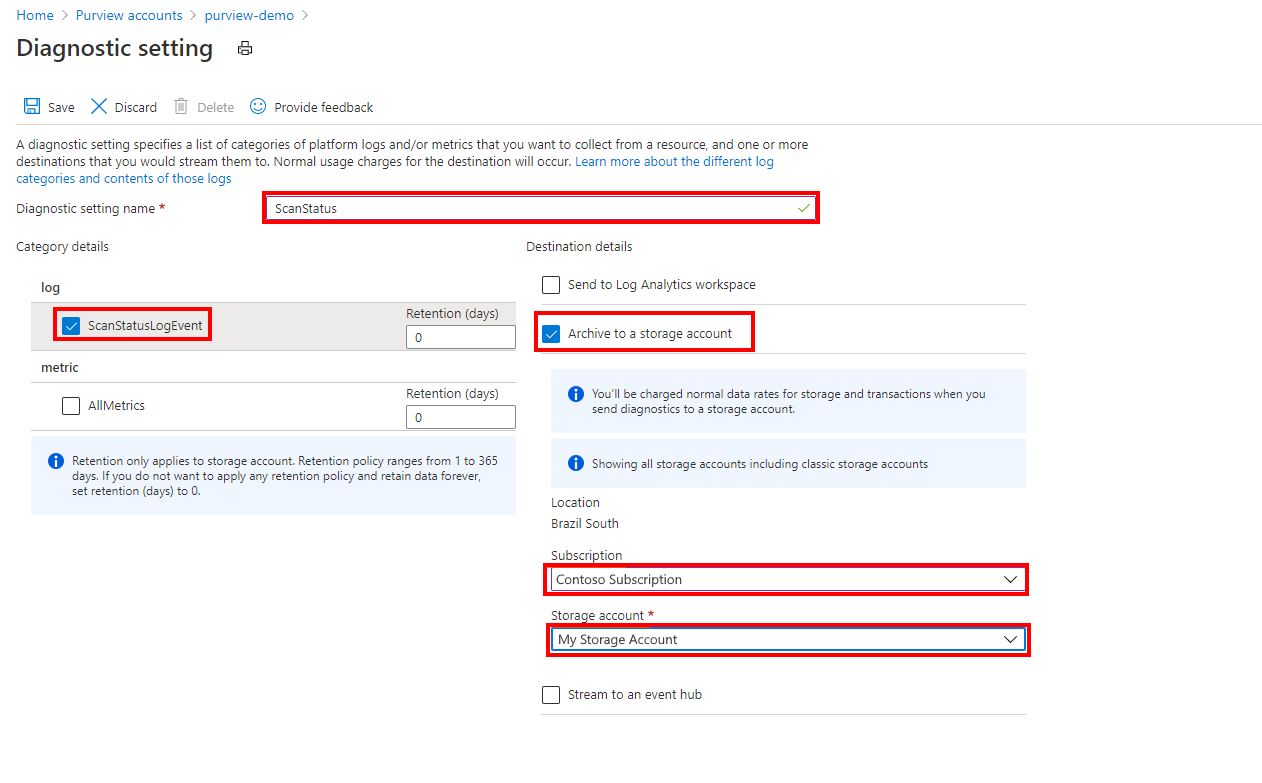 Home > Purview accounts > purview-demo >
Diagnostic setting
Save Discard Delete Provide feedback
A diagnostic setting specifies a list of categories of platform logs and/or metrics that you want to collect from a resource, and one or more
destinations that you would stream them to. Normal usage charges for the destination will occur. Learn more about the different log
categories and contents of those logs
Diagnostic setting name *
ScanStatus
Category details
log
ScanStatusLogEvent
Retention (days)
0
metric
AllMetrics
Retention (days)
0
Retention only applies to storage account. Retention policy ranges from 1 to 365
days. If you do not want to apply any retention policy and retain data forever,
set retention (days) to 0.
Destination details
Send to Log Analytics workspace
Archive to a storage account
You'll be charged normal data rates for storage and transactions when you
send diagnostics to a storage account.
Showing all storage accounts including classic storage accounts
Location
Brazil South
Subscription
Contoso Subscription
Storage account *
My Storage Account
Stream to an event hub